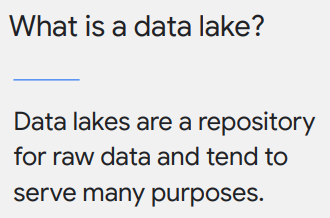 What is a data lake?
Data lakes are a repository
for raw data and tend to
serve many purposes.